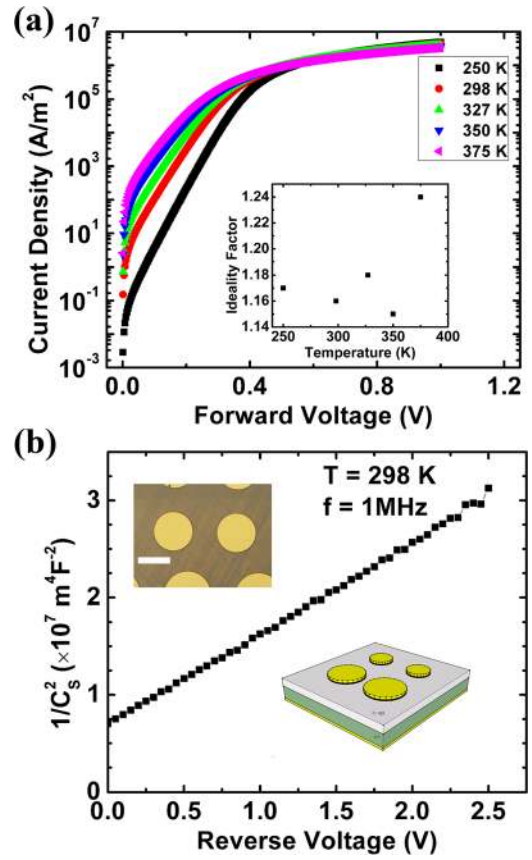 (a)
10^7
10^5
10^3
10^1
10^-1
10^-3
Current Density (A/m^2)
250 K
298 K
327 K
350 K
375 K
1.24
1.22
1.20
1.18
1.16
1.14
Ideality Factor
250 300 350 400
Temperature (K)
0.0 0.4 0.8 1.2
Forward Voltage (V)
(b)
T = 298 K
f = 1MHz
3
2
1
0
1/C_s^2 (×10^7 m^4F^-2)
0.0 0.5 1.0 1.5 2.0 2.5
Reverse Voltage (V)